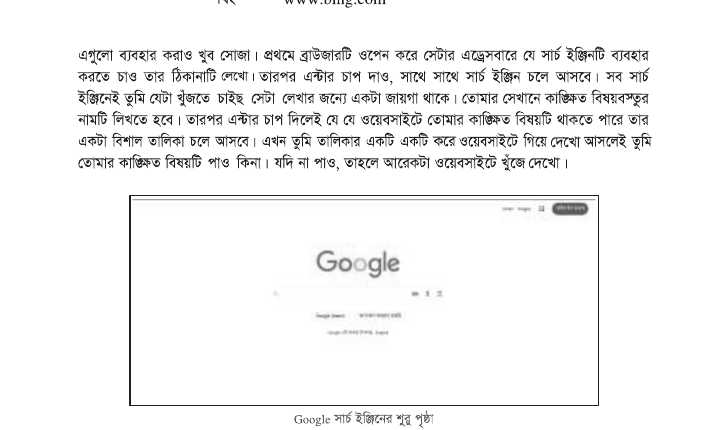 বিং www.bing.com
এগুলো ব্যবহার করাও খুব সোজা। প্রথমে ব্রাউজারটি ওপেন করে সেটার এড্রেসবারে যে সার্চ ইঞ্জিনটি ব্যবহার
করতে চাও তার ঠিকানাটি লেখো। তারপর এন্টার চাপ দাও, সাথে সাথে সার্চ ইঞ্জিন চলে আসবে। সব সার্চ
ইঞ্জিনেই তুমি যেটা খুঁজতে চাইছ সেটা লেখার জন্যে একটা জায়গা থাকে। তোমার সেখানে কাঙ্ক্ষিত বিষয়বস্তুর
নামটি লিখতে হবে। তারপর এন্টার চাপ দিলেই যে যে ওয়েবসাইটে তোমার কাঙ্ক্ষিত বিষয়টি থাকতে পারে তার
একটা বিশাল তালিকা চলে আসবে। এখন তুমি তালিকার একটি একটি করে ওয়েবসাইটে গিয়ে দেখো আসলেই তুমি
তোমার কাঙ্ক্ষিত বিষয়টি পাও কিনা। যদি না পাও, তাহলে আরেকটা ওয়েবসাইটে খুঁজে দেখো।
Google
Google Search
Google সার্চ ইঞ্জিনের শুরু পৃষ্ঠা